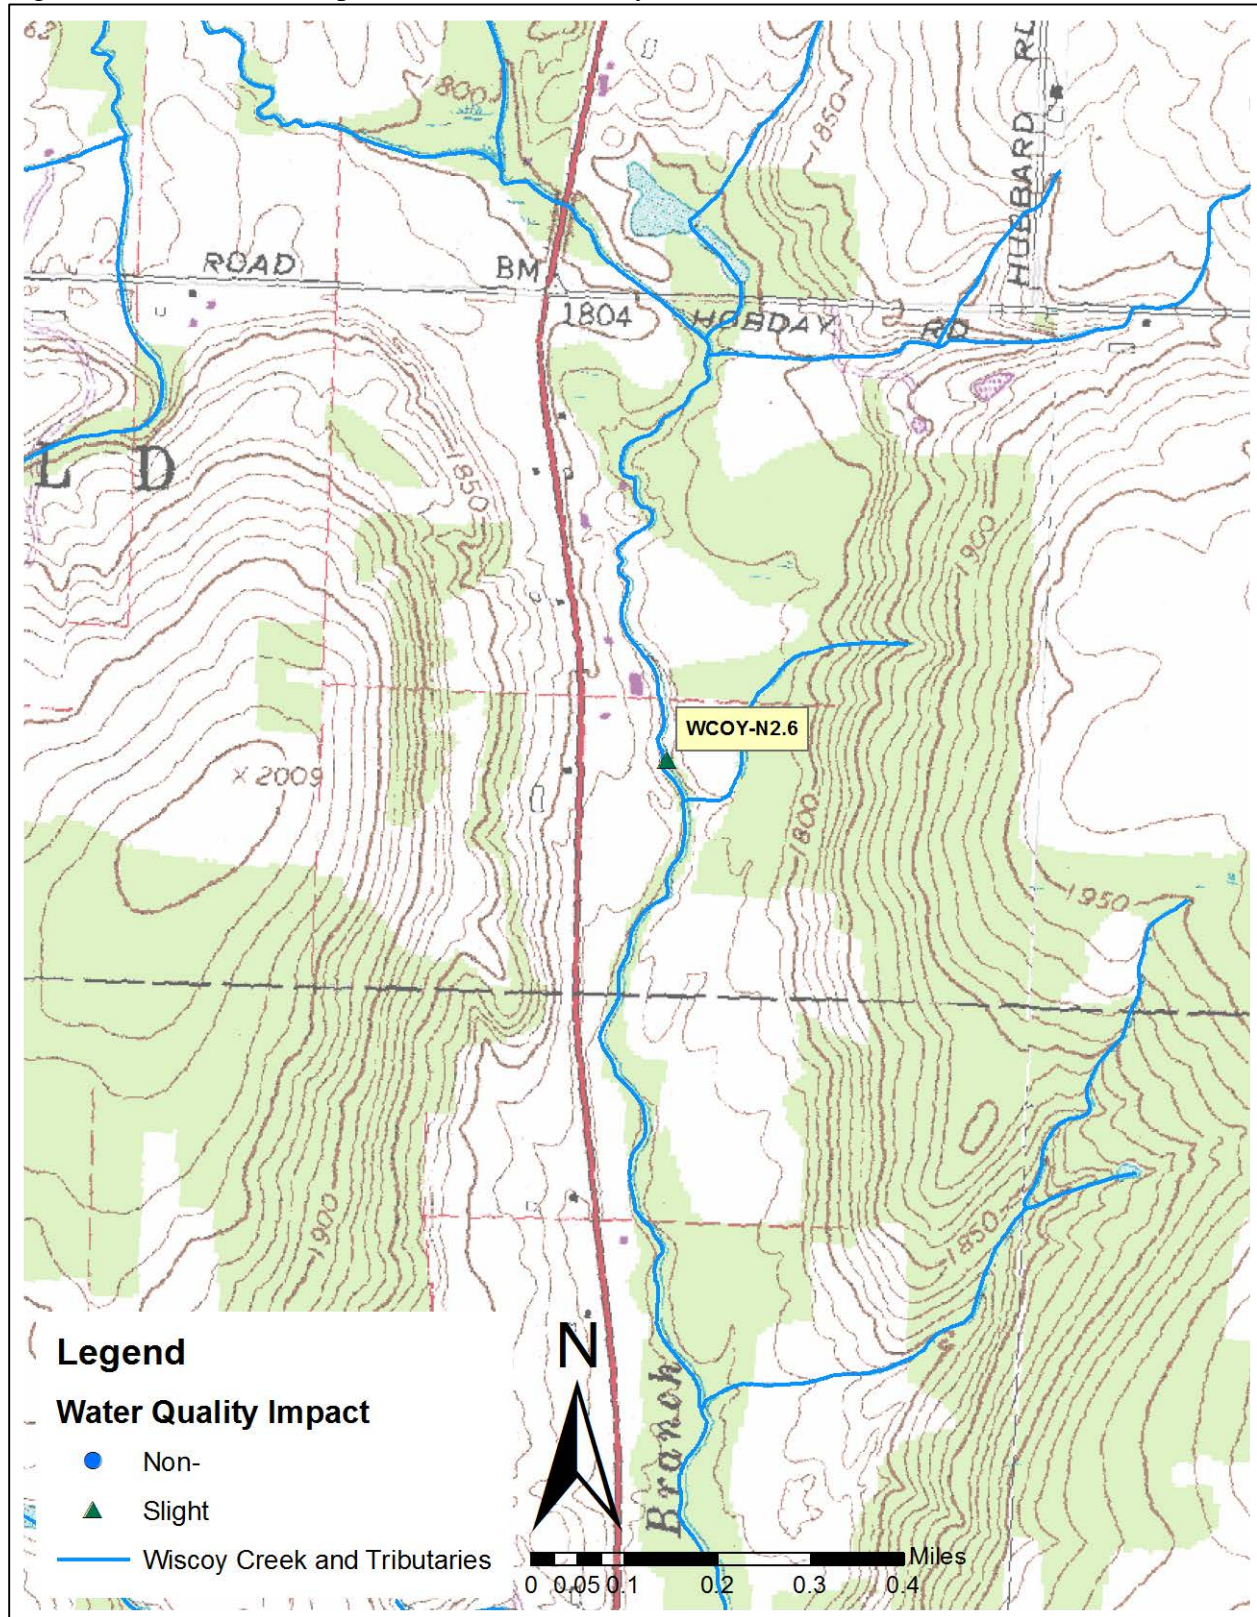 62
1800
1850
HUBBARD RD
ROAD
BM
1804
HOBDAY RD
L D
1850
1900
WCOY-N2.6
X 2009
1800
1950
1900
1850
Branch
N
Legend
Water Quality Impact
Non-
Slight
Wiscoy Creek and Tributaries
Miles
0 0.05 0.1 0.2 0.3 0.4